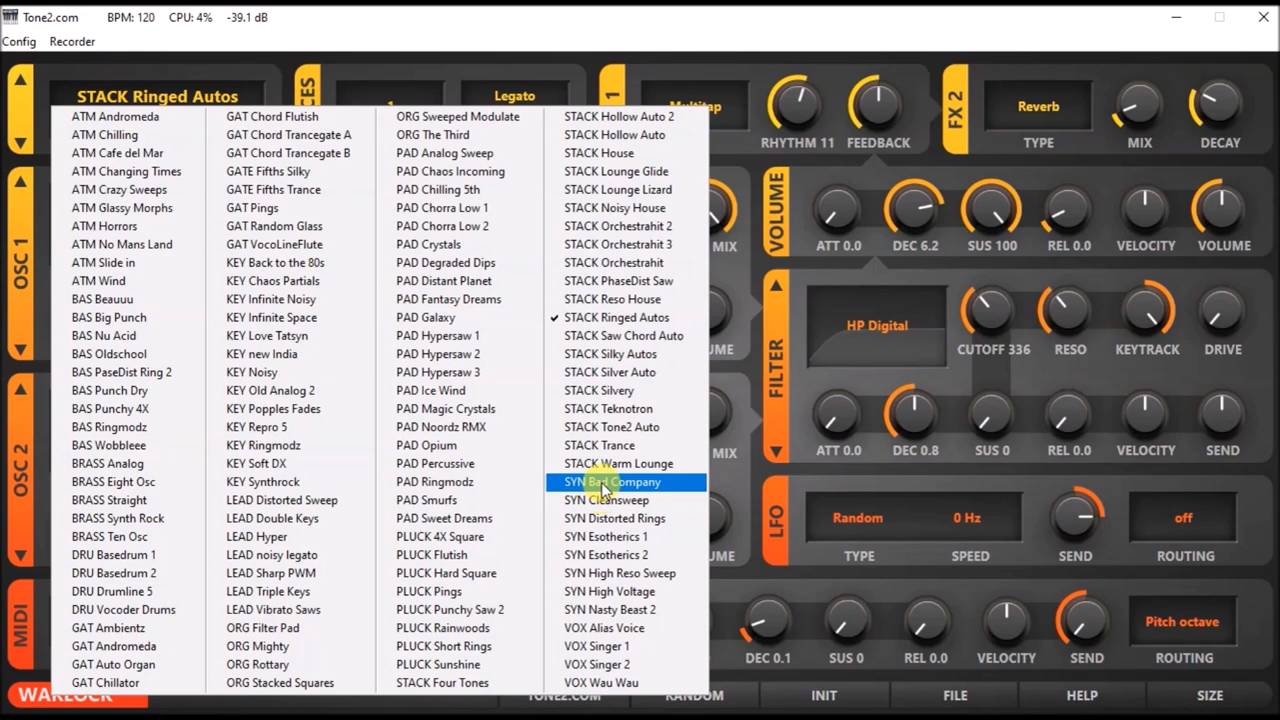 Tone2.com BPM: 120 CPU: 4% -39.1 dB
Config Recorder
STACK Ringed Autos
CES
1
Legato
1
Multitap
RHYTHM 11
FEEDBACK
FX 2
Reverb
TYPE
MIX
DECAY
ATM Andromeda
ATM Chilling
ATM Cafe del Mar
ATM Changing Times
ATM Crazy Sweeps
ATM Glassy Morphs
ATM Horrors
ATM No Mans Land
ATM Slide in
ATM Wind
BAS Beauuu
BAS Big Punch
BAS Nu Acid
BAS Oldschool
BAS PaseDist Ring 2
BAS Punch Dry
BAS Punchy 4X
BAS Ringmodz
BAS Wobbleee
BRASS Analog
BRASS Eight Osc
BRASS Straight
BRASS Synth Rock
BRASS Ten Osc
DRU Basedrum 1
DRU Basedrum 2
DRU Drumline 5
DRU Vocoder Drums
GAT Ambientz
GAT Andromeda
GAT Auto Organ
GAT Chillator
GAT Chord Flutish
GAT Chord Trancegate A
GAT Chord Trancegate B
GATE Fifths Silky
GATE Fifths Trance
GAT Pings
GAT Random Glass
GAT VocoLineFlute
KEY Back to the 80s
KEY Chaos Partials
KEY Infinite Noisy
KEY Infinite Space
KEY Love Tatsyn
KEY new India
KEY Noisy
KEY Old Analog 2
KEY Popples Fades
KEY Repro 5
KEY Ringmodz
KEY Soft DX
KEY Synthrock
LEAD Distorted Sweep
LEAD Double Keys
LEAD Hyper
LEAD noisy legato
LEAD Sharp PWM
LEAD Triple Keys
LEAD Vibrato Saws
ORG Filter Pad
ORG Mighty
ORG Rottary
ORG Stacked Squares
ORG Sweeped Modulate
ORG The Third
PAD Analog Sweep
PAD Chaos Incoming
PAD Chilling 5th
PAD Chorra Low 1
PAD Chorra Low 2
PAD Crystals
PAD Degraded Dips
PAD Distant Planet
PAD Fantasy Dreams
PAD Galaxy
PAD Hypersaw 1
PAD Hypersaw 2
PAD Hypersaw 3
PAD Ice Wind
PAD Magic Crystals
PAD Noordz RMX
PAD Opium
PAD Percussive
PAD Ringmodz
PAD Smurfs
PAD Sweet Dreams
PLUCK 4X Square
PLUCK Flutish
PLUCK Hard Square
PLUCK Pings
PLUCK Punchy Saw 2
PLUCK Rainwoods
PLUCK Short Rings
PLUCK Sunshine
STACK Four Tones
STACK Hollow Auto 2
STACK Hollow Auto
STACK House
STACK Lounge Glide
STACK Lounge Lizard
STACK Noisy House
STACK Orchestrahit 2
STACK Orchestrahit 3
STACK Orchestrahit
STACK PhaseDist Saw
STACK Reso House
STACK Ringed Autos
STACK Saw Chord Auto
STACK Silky Autos
STACK Silver Auto
STACK Silvery
STACK Teknotron
STACK Tone2 Auto
STACK Trance
STACK Warm Lounge
SYN Bad Company
SYN Cleansweep
SYN Distorted Rings
SYN Esotherics 1
SYN Esotherics 2
SYN High Reso Sweep
SYN High Voltage
SYN Nasty Beast 2
VOX Alias Voice
VOX Singer 1
VOX Singer 2
VOX Wau Wau
OSC 1
MIX
UME
VOLUME
ATT 0.0 DEC 6.2 SUS 100 REL 0.0 VELOCITY VOLUME
FILTER
HP Digital
CUTOFF 336 RESO KEYTRACK DRIVE
ATT 0.0 DEC 0.8 SUS 0 REL 0.0 VELOCITY SEND
OSC 2
MIX
UME
LFO
Random 0 Hz
TYPE SPEED SEND
off
ROUTING
MIDI
DEC 0.1 SUS 0 REL 0.0 VELOCITY SEND
Pitch octave
ROUTING
WARLOCK
TONE2.COM RANDOM INIT FILE HELP SIZE